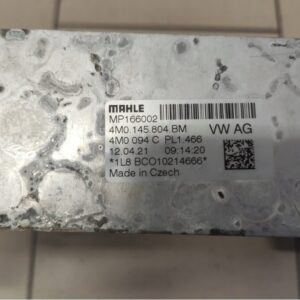 MAHLE
MP166002
4M0.145.804.BM VW AG
4M0 094 C PL1.466
12.04.21 09:14:20
*1L8 BCO10214666*
Made in Czech